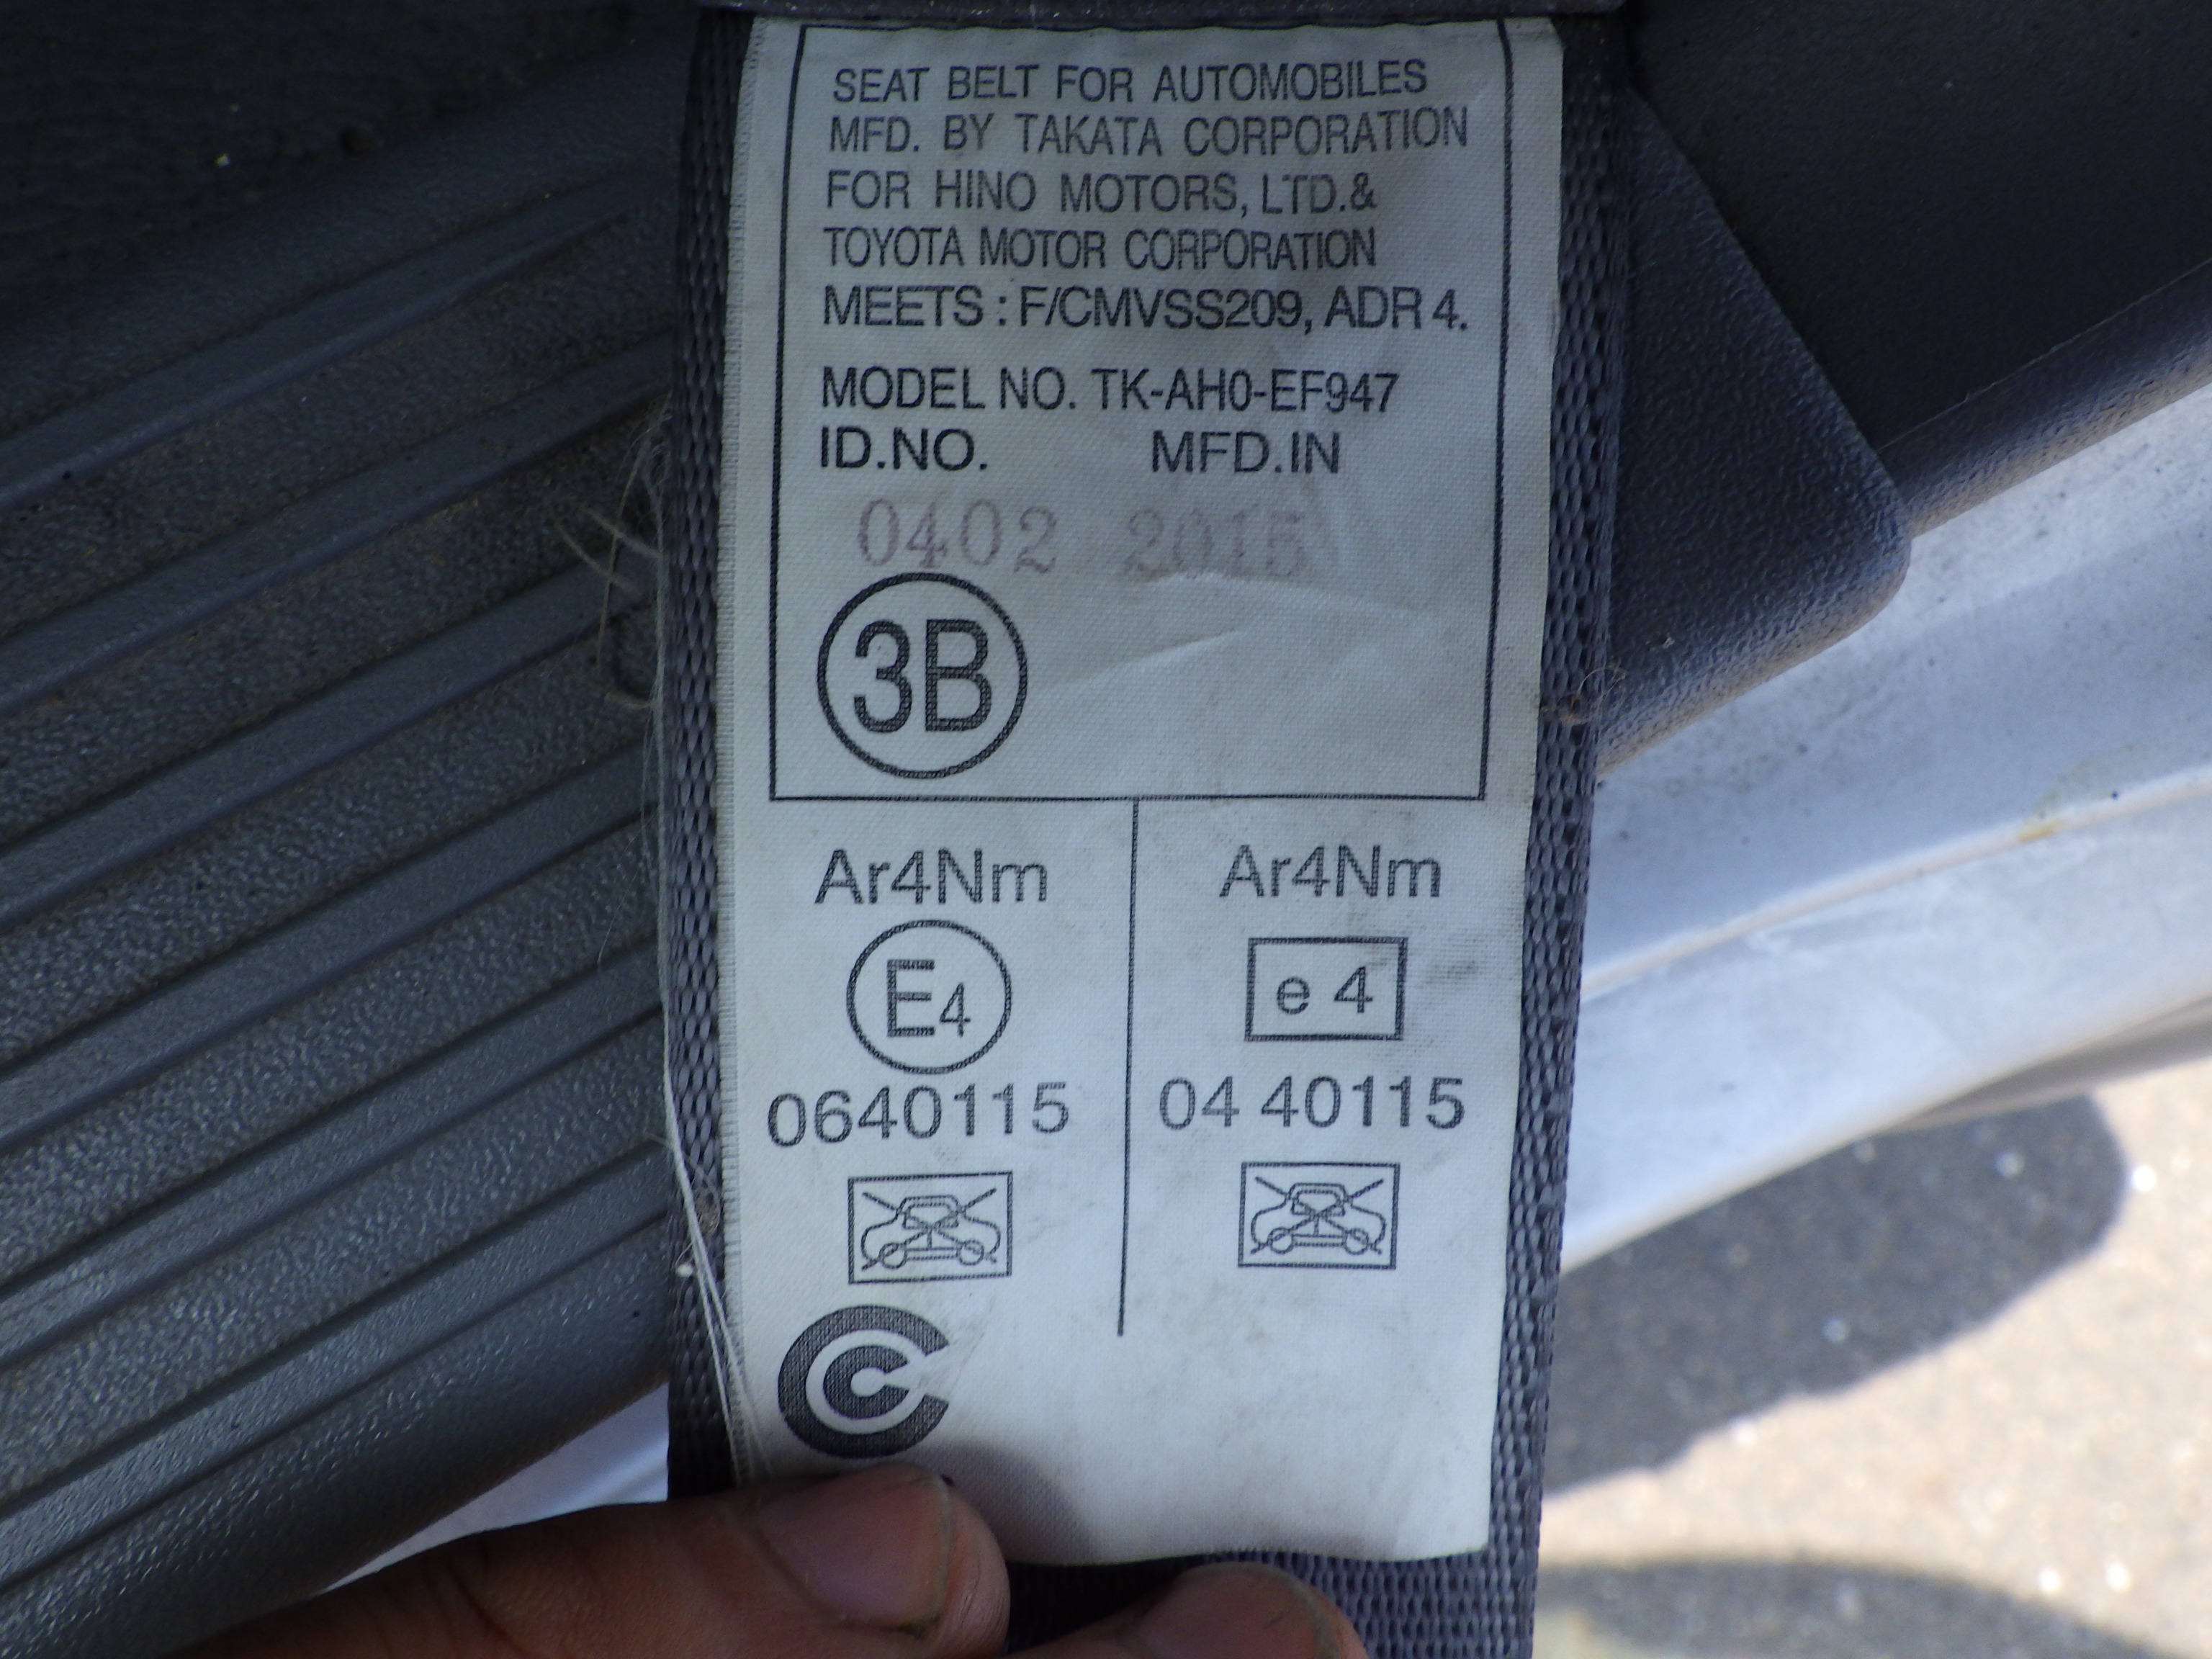 SEAT BELT FOR AUTOMOBILES
MFD. BY TAKATA CORPORATION
FOR HINO MOTORS, LTD.&
TOYOTA MOTOR CORPORATION
MEETS : F/CMVSS209, ADR 4.
MODEL NO. TK-AH0-EF947
ID.NO. MFD.IN
0402 2015
3B
Ar4Nm Ar4Nm
E4 e 4
0640115 04 40115